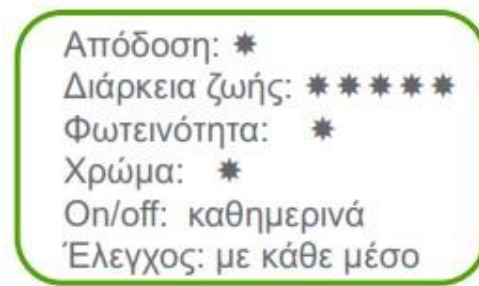 Απόδοση: ✸
Διάρκεια ζωής: ✸✸✸✸✸
Φωτεινότητα: ✸
Χρώμα: ✸
On/off: καθημερινά
Έλεγχος: με κάθε μέσο